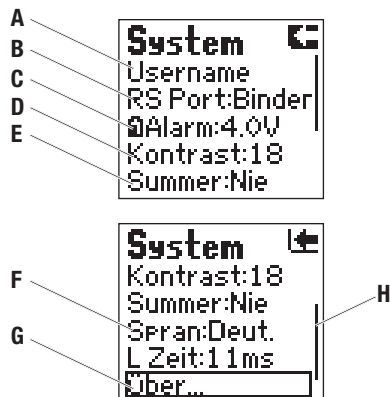 A
B
C
D
E
System
Username
RS Port:Binder
Alarm:4.0V
Kontrast:18
Summer:Nie
F
G
H
System
Kontrast:18
Summer:Nie
Spran:Deut.
L Zeit:11ms
Über...